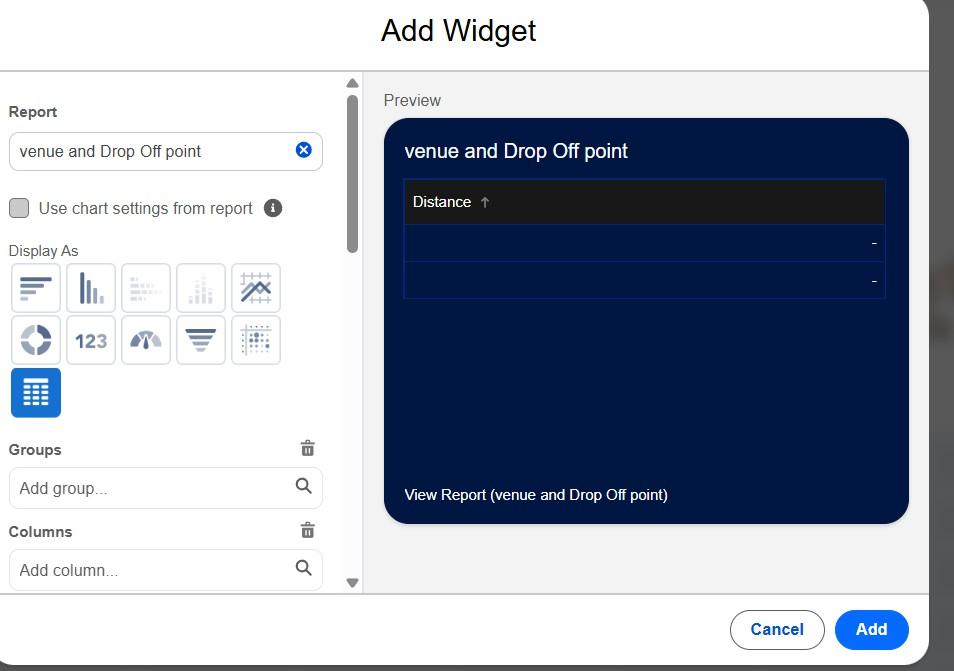 Add Widget
Report
venue and Drop Off point
Use chart settings from report
Display As
123
Groups
Add group...
Columns
Add column...
Preview
venue and Drop Off point
Distance ↑
-
-
View Report (venue and Drop Off point)
Cancel
Add